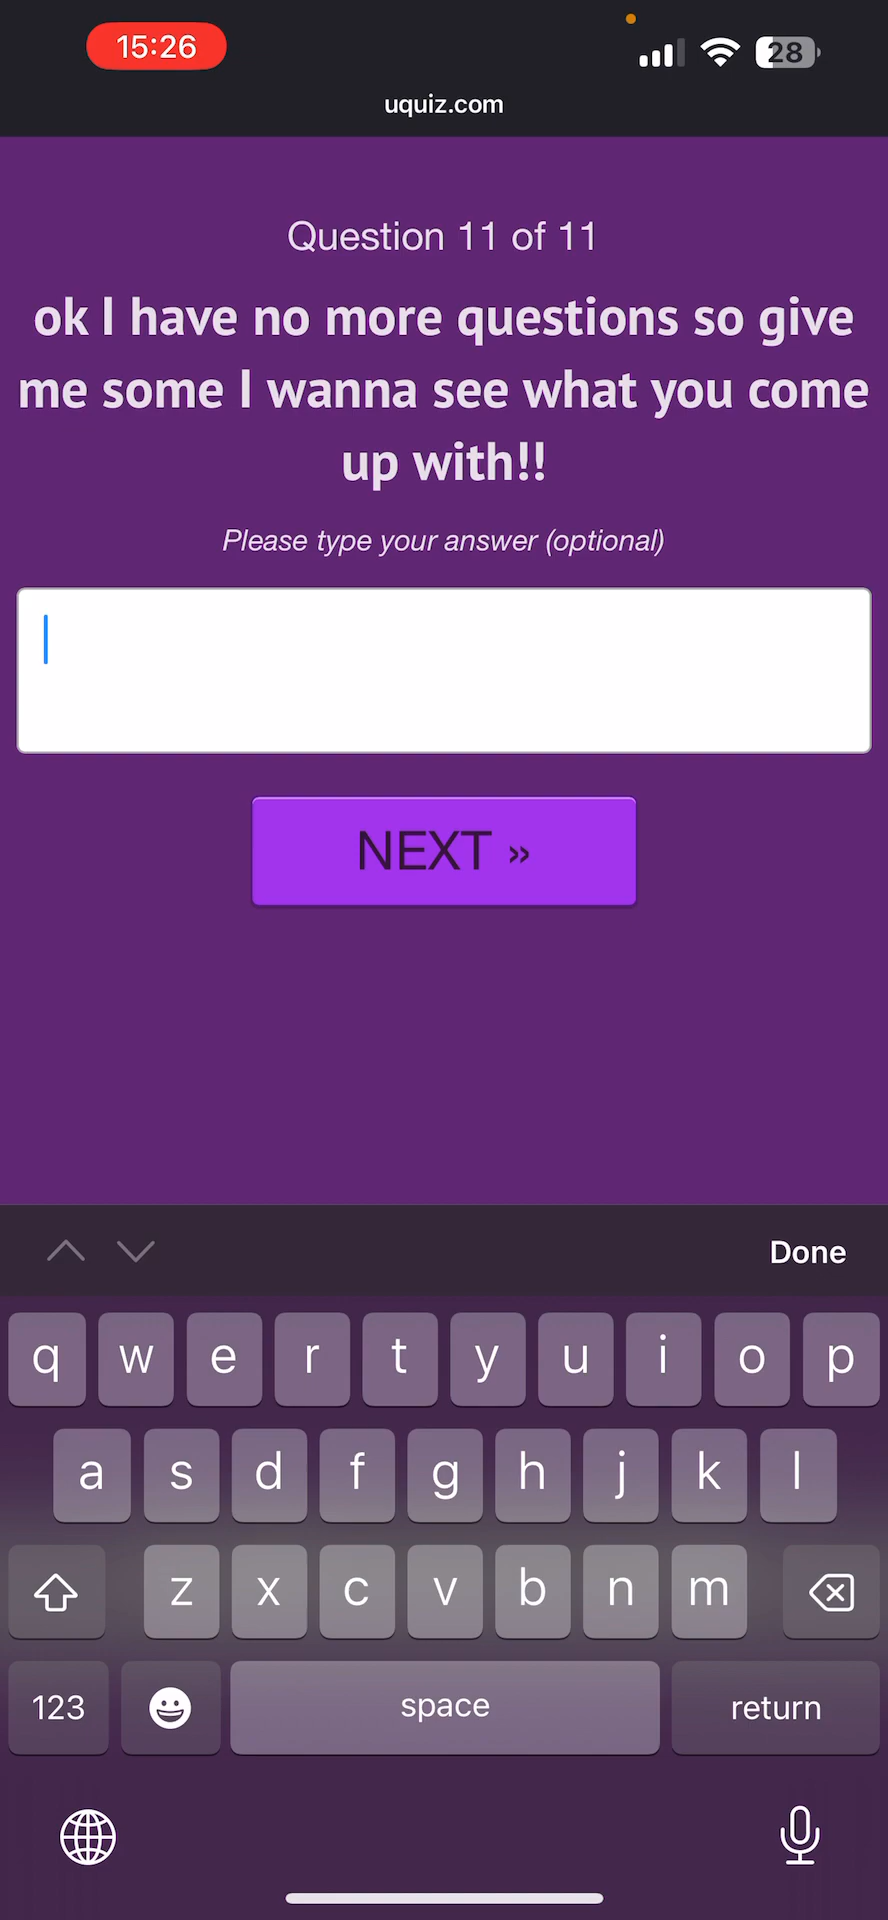 15:26
28
uquiz.com
Question 11 of 11
ok I have no more questions so give
me some I wanna see what you come
up with!!
Please type your answer (optional)
NEXT »
Done
q w e r t y u i o p
a s d f g h j k l
z x c v b n m
123 space return